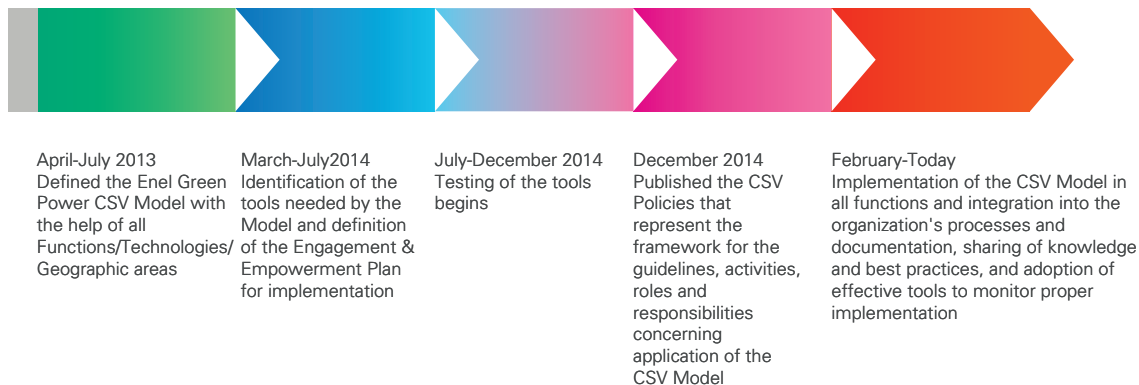 April-July 2013
Defined the Enel Green
Power CSV Model with
the help of all
Functions/Technologies/
Geographic areas
March-July2014
Identification of the
tools needed by the
Model and definition
of the Engagement &
Empowerment Plan
for implementation
July-December 2014
Testing of the tools
begins
December 2014
Published the CSV
Policies that
represent the
framework for the
guidelines, activities,
roles and
responsibilities
concerning
application of the
CSV Model
February-Today
Implementation of the CSV Model in
all functions and integration into the
organization's processes and
documentation, sharing of knowledge
and best practices, and adoption of
effective tools to monitor proper
implementation